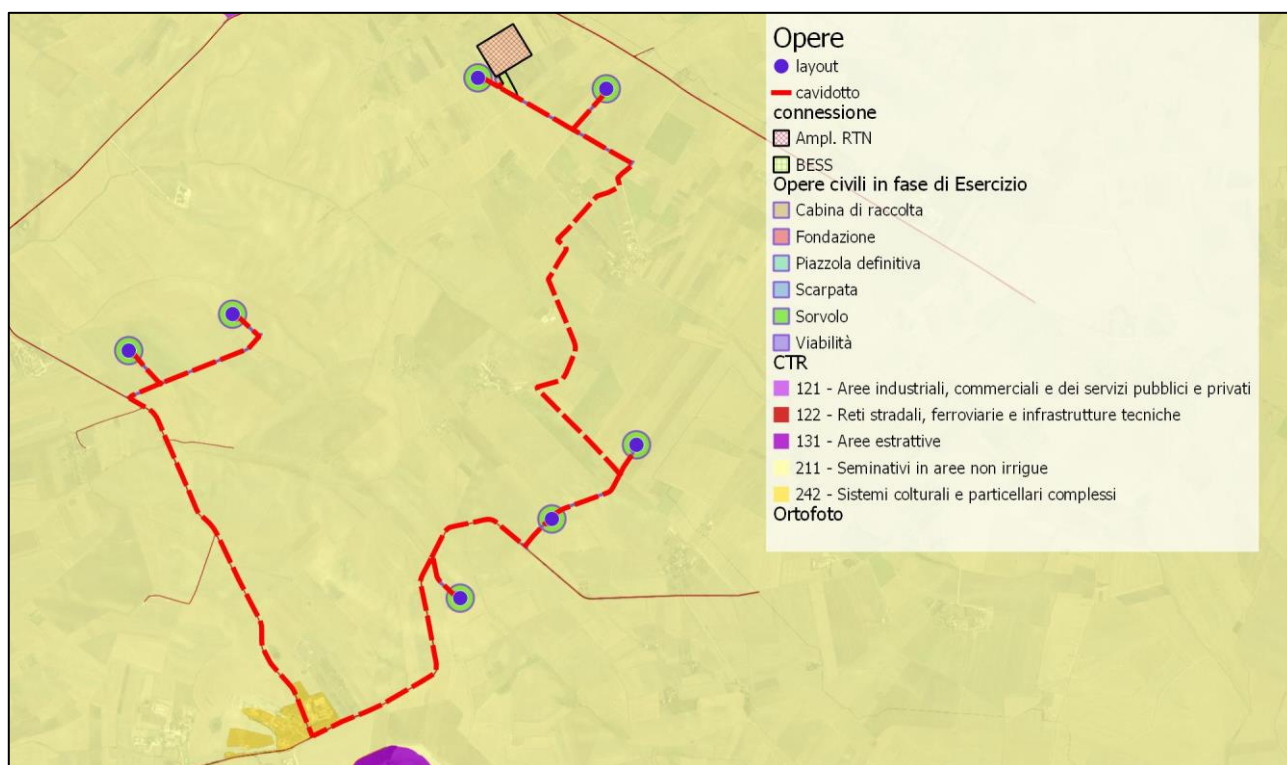 Opere
layout
cavidotto
connessione
Ampl. RTN
BESS
Opere civili in fase di Esercizio
Cabina di raccolta
Fondazione
Piazzola definitiva
Scarpata
Sorvolo
Viabilità
CTR
121 - Aree industriali, commerciali e dei servizi pubblici e privati
122 - Reti stradali, ferroviarie e infrastrutture tecniche
131 - Aree estrattive
211 - Seminativi in aree non irrigue
242 - Sistemi colturali e particellari complessi
Ortofoto